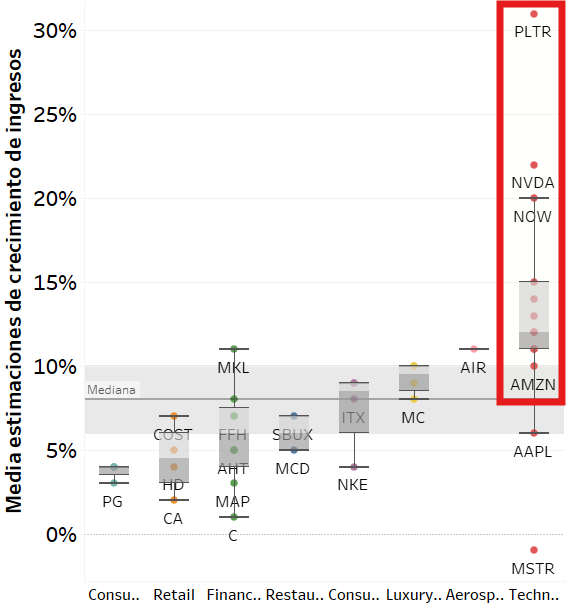 Media estimaciones de crecimiento de ingresos
30%
25%
20%
15%
10%
5%
0%
Mediana
PLTR
NVDA
NOW
AMZN
AAPL
MSTR
MKL
AIR
COST
FFH
SBUX
ITX
MC
HD
AHT
MCD
NKE
PG
CA
MAP
C
Consu.. Retail Financ.. Restau.. Consu.. Luxury.. Aerosp.. Techn..